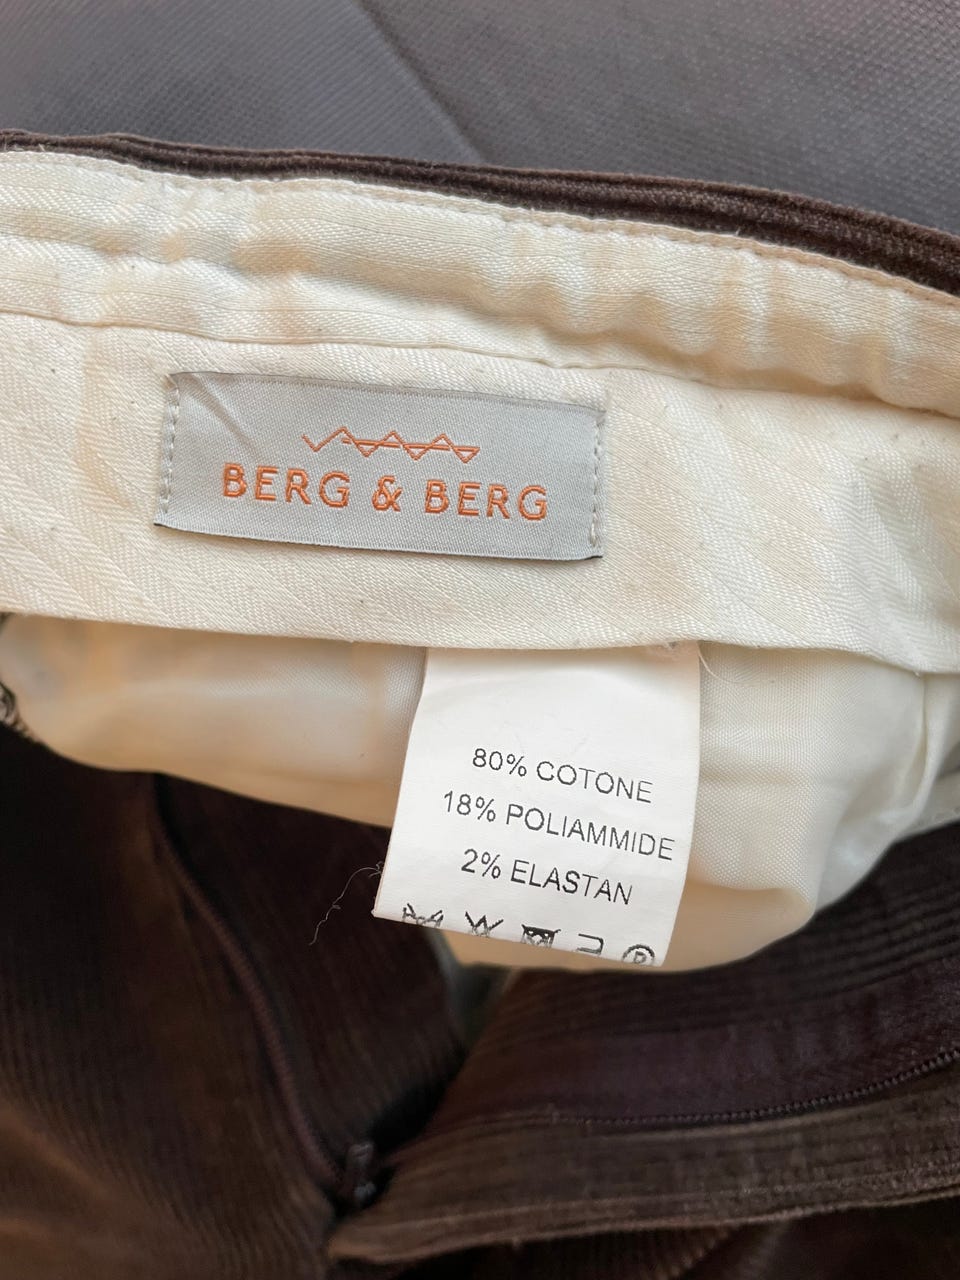 BERG & BERG
80% COTONE
18% POLIAMMIDE
2% ELASTAN
P